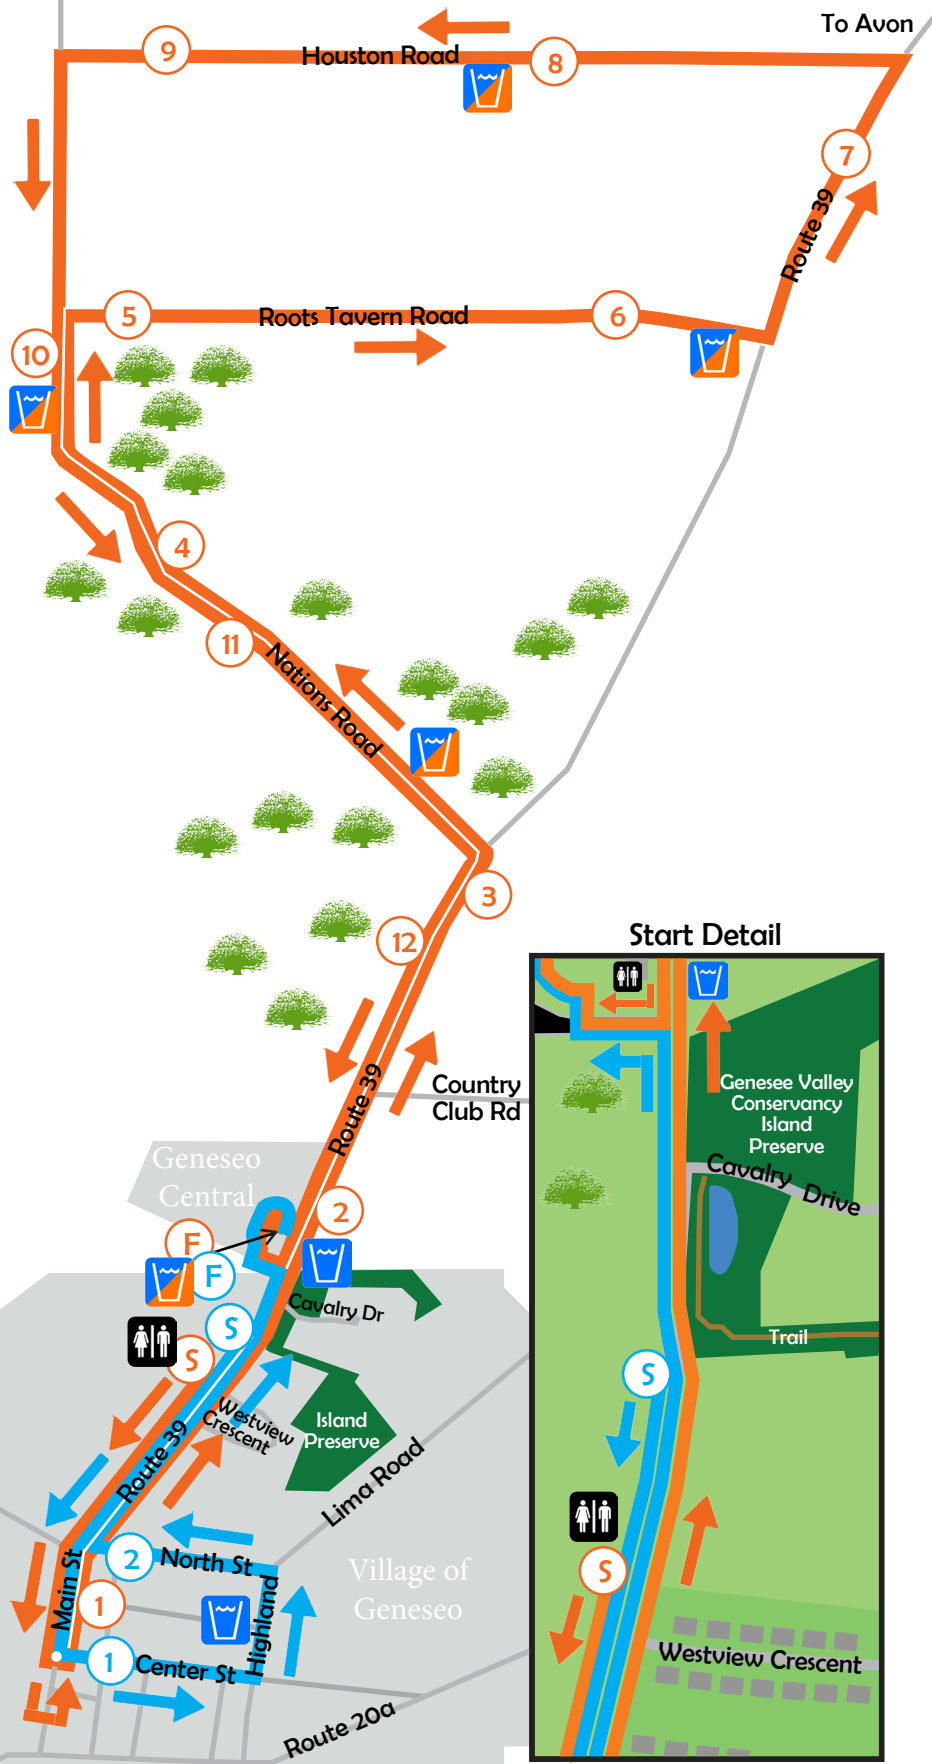 To Avon
9
Houston Road
8
7
Route 39
5
Roots Tavern Road
6
10
4
11
Nations Road
3
12
Start Detail
Route 39
Country
Club Rd
Geneseo
Central
2
F
F
S
S
Cavalry Dr
Westview
Crescent
Island
Preserve
Route 39
Lima Road
2
North St
Main St
1
Highland
Village of
Geneseo
1
Center St
Route 20a
Genesee Valley
Conservancy
Island
Preserve
Cavalry Drive
Trail
S
S
Westview Crescent